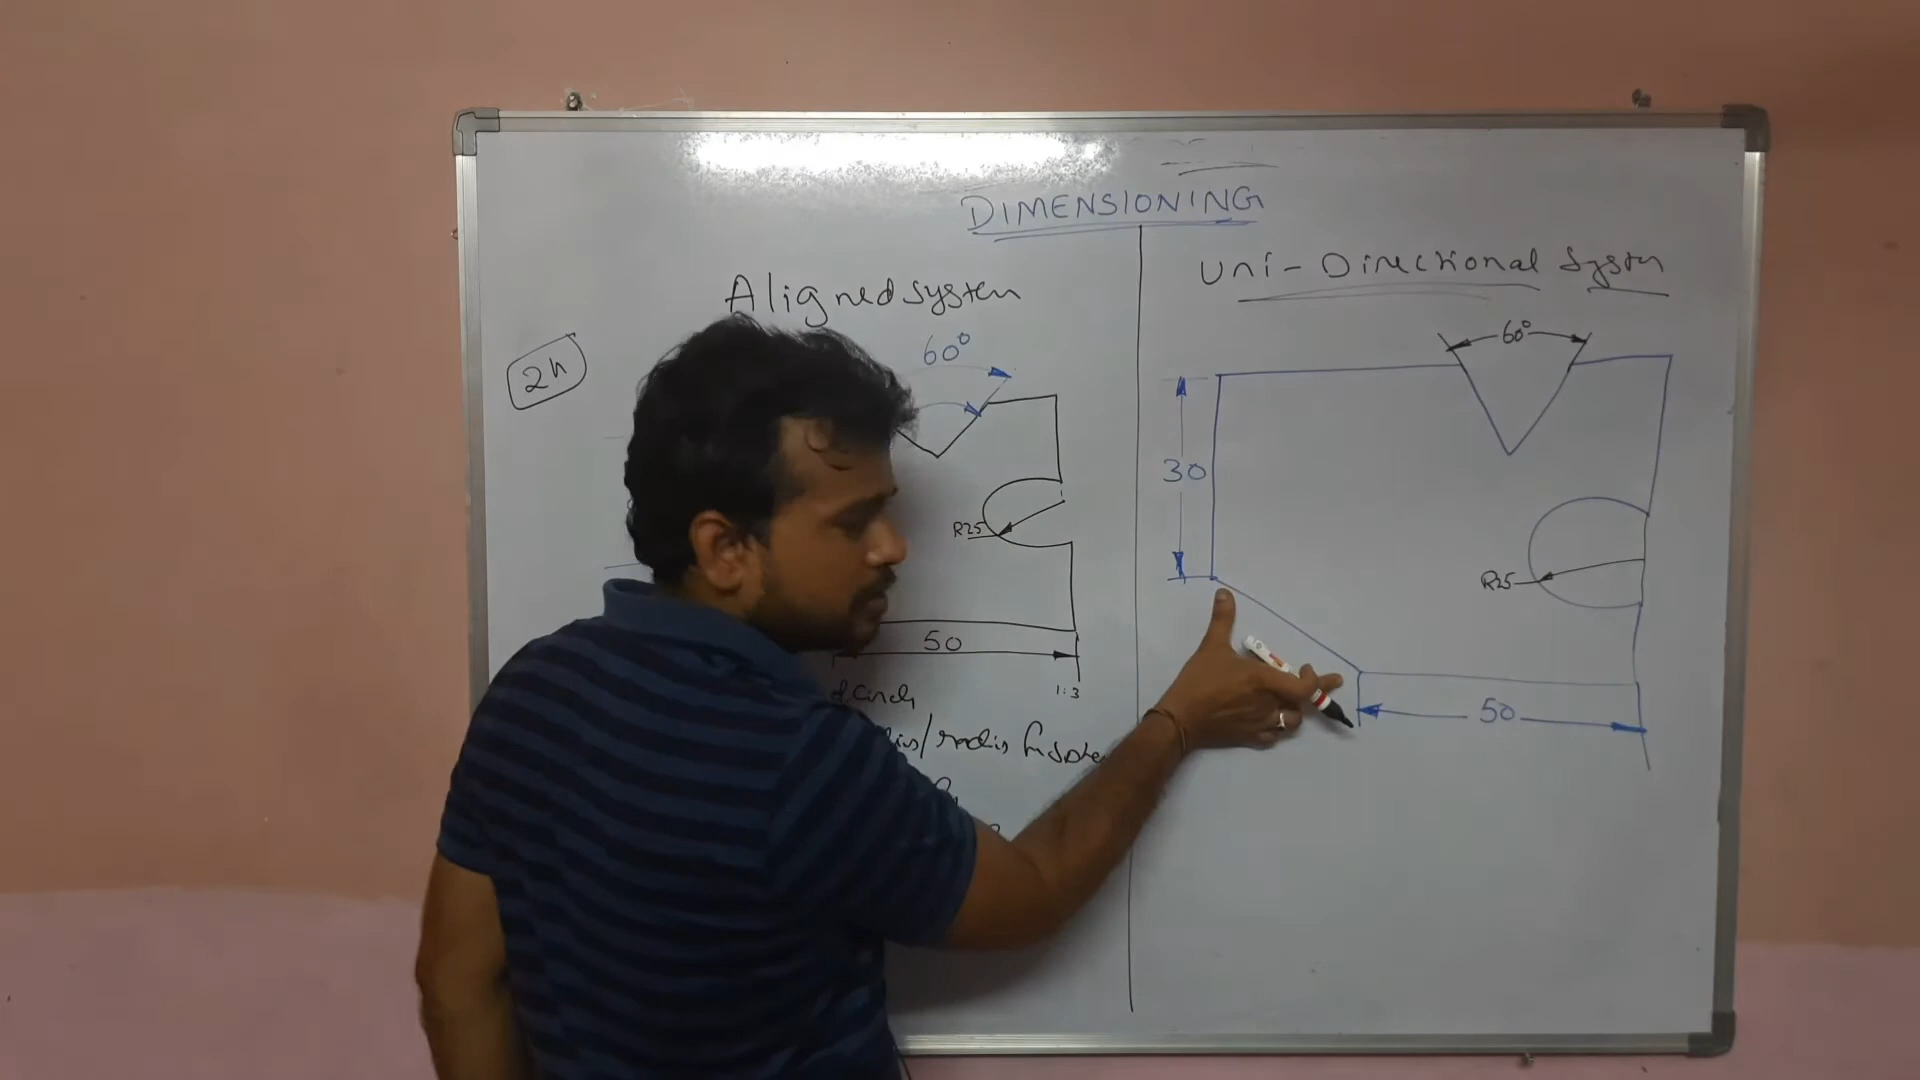 DIMENSIONING
Aligned system
Uni-Directional System
2h
60°
R25
50
1:3
60°
30
R25
50